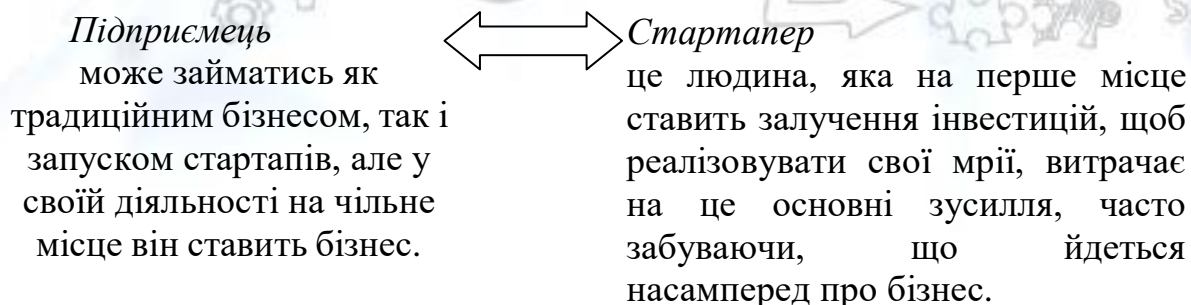 Підприємець
може займатись як
традиційним бізнесом, так і
запуском стартапів, але у
своїй діяльності на чільне
місце він ставить бізнес.
Стартапер
це людина, яка на перше місце
ставить залучення інвестицій, щоб
реалізовувати свої мрії, витрачає
на це основні зусилля, часто
забуваючи, що йдеться
насамперед про бізнес.